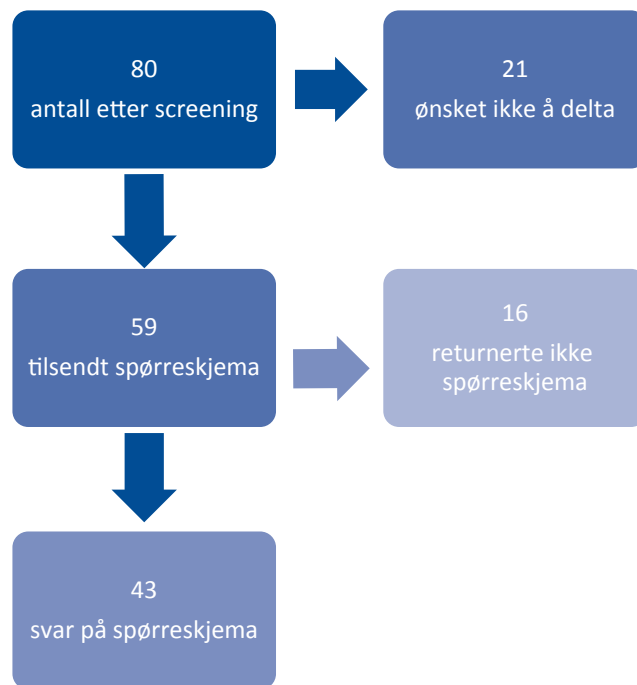 80
antall etter screening
21
ønsket ikke å delta
59
tilsendt spørreskjema
16
returnerte ikke
spørreskjema
43
svar på spørreskjema